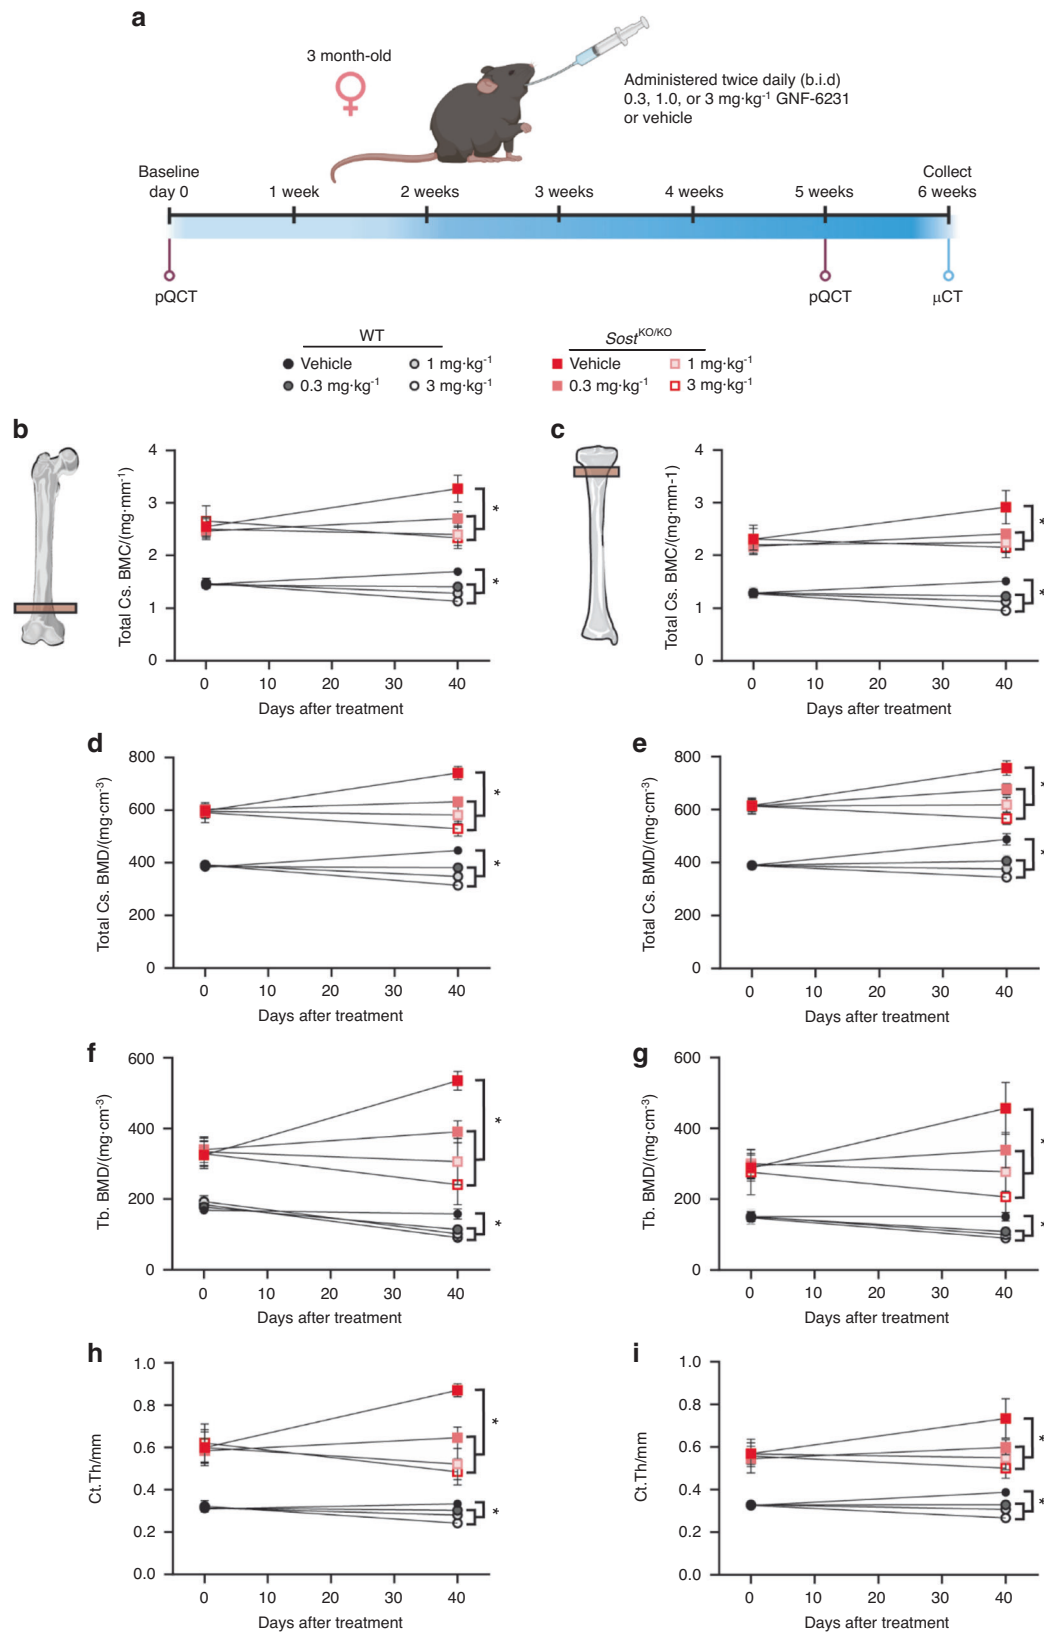 a
3 month-old
Administered twice daily (b.i.d)
0.3, 1.0, or 3 mg·kg⁻¹ GNF-6231
or vehicle
Baseline
day 0
1 week
2 weeks
3 weeks
4 weeks
5 weeks
Collect
6 weeks
pQCT
pQCT
μCT
WT
Vehicle
1 mg·kg⁻¹
0.3 mg·kg⁻¹
3 mg·kg⁻¹
Sost^KO/KO
Vehicle
1 mg·kg⁻¹
0.3 mg·kg⁻¹
3 mg·kg⁻¹
b
Total Cs. BMC/(mg·mm⁻¹)
4
3
2
1
0
*
*
0 10 20 30 40
Days after treatment
c
Total Cs. BMC/(mg·mm-1)
4
3
2
1
0
*
*
0 10 20 30 40
Days after treatment
d
Total Cs. BMD/(mg·cm⁻³)
800
600
400
200
0
*
*
0 10 20 30 40
Days after treatment
e
Total Cs. BMD/(mg·cm⁻³)
800
600
400
200
0
*
*
0 10 20 30 40
Days after treatment
f
Tb. BMD/(mg·cm⁻³)
600
400
200
0
*
*
0 10 20 30 40
Days after treatment
g
Tb. BMD/(mg·cm⁻³)
600
400
200
0
*
*
0 10 20 30 40
Days after treatment
h
Ct.Th/mm
1.0
0.8
0.6
0.4
0.2
0.0
*
*
0 10 20 30 40
Days after treatment
i
Ct.Th/mm
1.0
0.8
0.6
0.4
0.2
0.0
*
*
0 10 20 30 40
Days after treatment